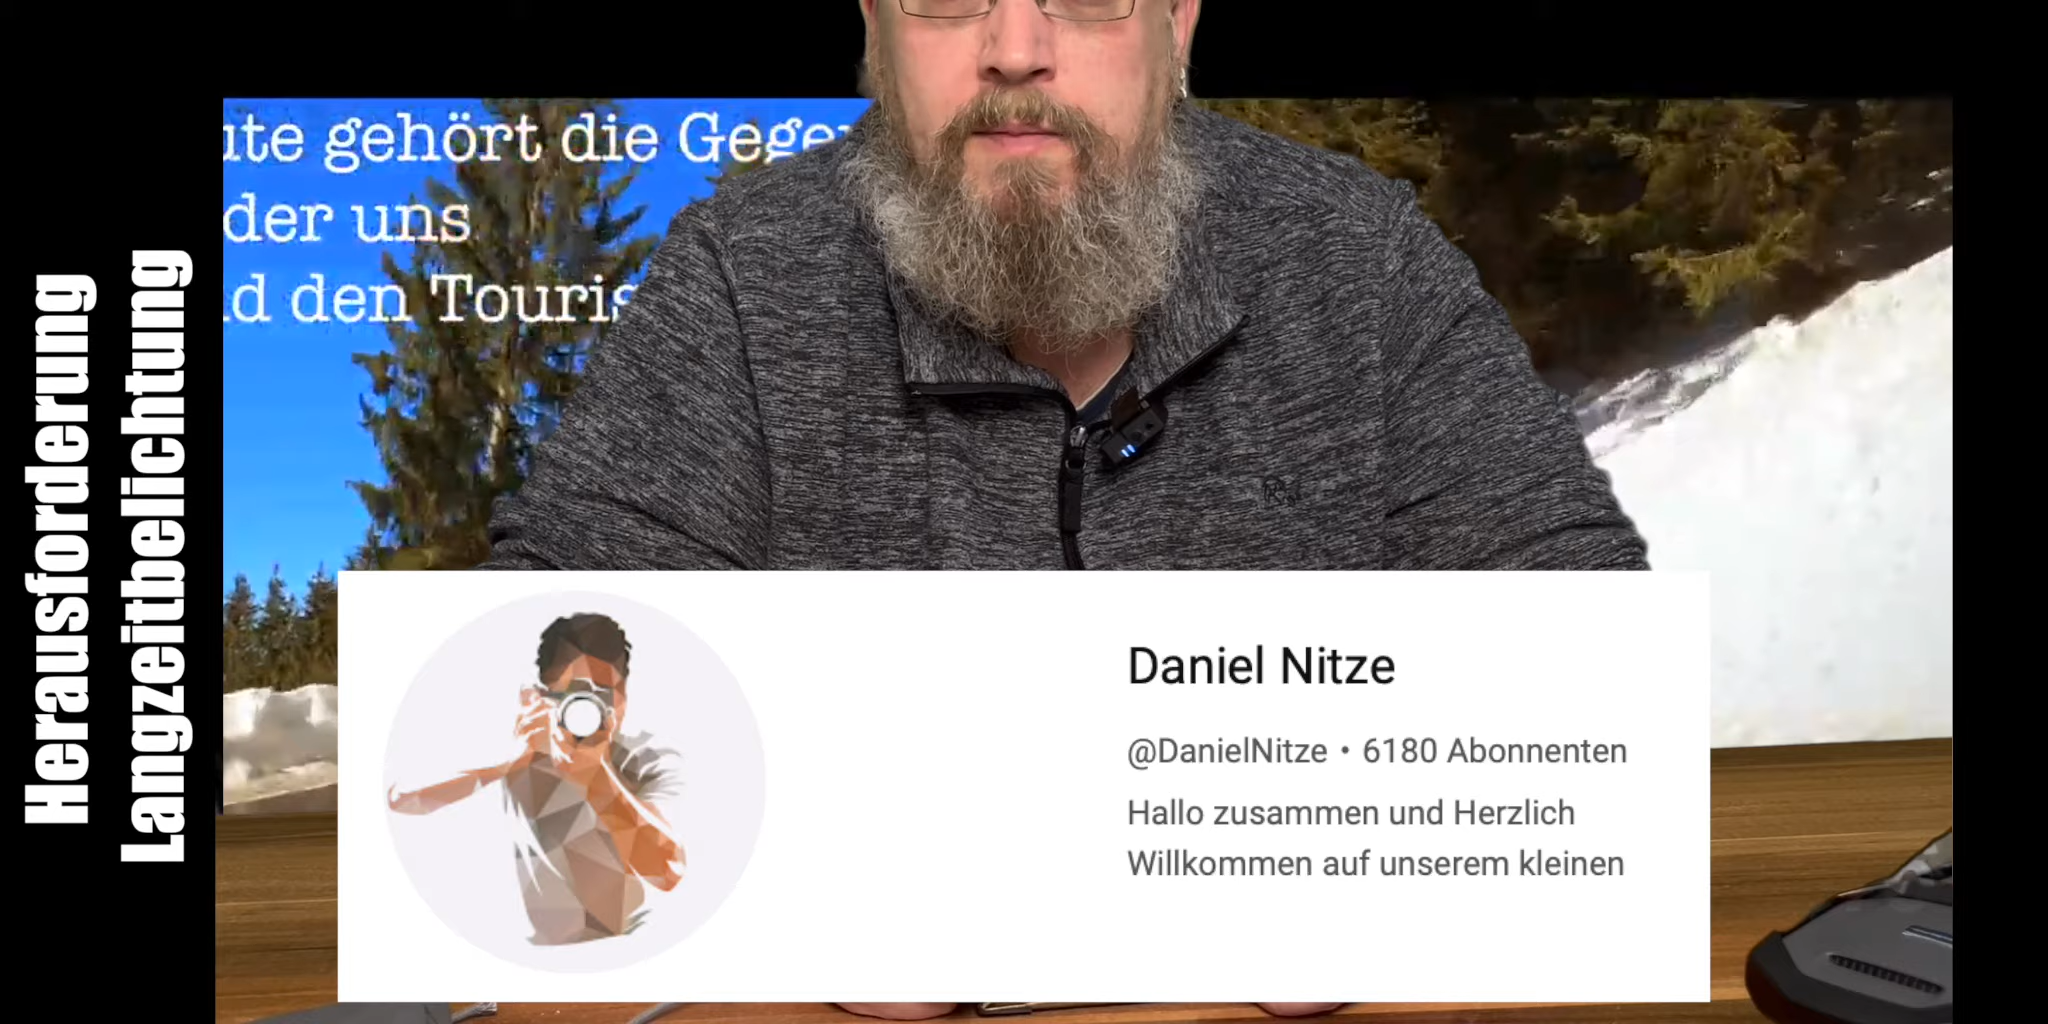 Herausforderung
Langzeitbelichtung
ute gehört die Gege
der uns
d den Touris
Daniel Nitze
@DanielNitze • 6180 Abonnenten
Hallo zusammen und Herzlich
Willkommen auf unserem kleinen